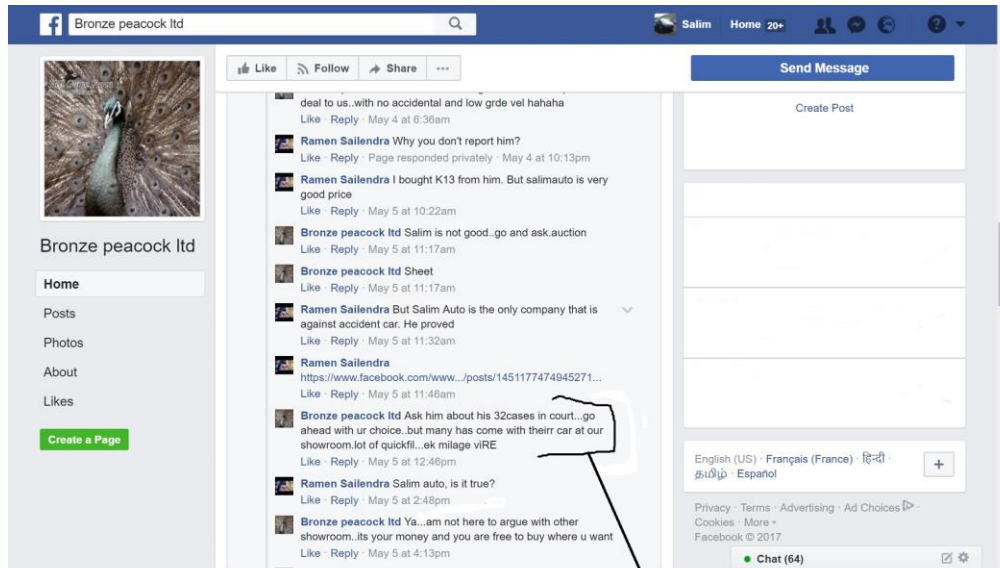 Bronze peacock ltd
Salim Home 20+
Like Follow Share ...
Send Message
Create Post
deal to us..with no accidental and low grde vel hahaha
Like · Reply · May 4 at 6:36am
Ramen Sailendra Why you don't report him?
Like · Reply · Page responded privately · May 4 at 10:13pm
Ramen Sailendra I bought K13 from him. But salimauto is very
good price
Like · Reply · May 5 at 10:22am
Bronze peacock ltd Salim is not good..go and ask.auction
Like · Reply · May 5 at 11:17am
Bronze peacock ltd Sheet
Like · Reply · May 5 at 11:17am
Ramen Sailendra But Salim Auto is the only company that is
against accident car. He proved
Like · Reply · May 5 at 11:32am
Ramen Sailendra
https://www.facebook.com/www.../posts/1451177474945271...
Like · Reply · May 5 at 11:46am
Bronze peacock ltd Ask him about his 32cases in court...go
ahead with ur choice..but many has come with theirr car at our
showroom.lot of quickfil...ek milage viRE
Like · Reply · May 5 at 12:46pm
Ramen Sailendra Salim auto, is it true?
Like · Reply · May 5 at 2:48pm
Bronze peacock ltd Ya...am not here to argue with other
showroom..its your money and you are free to buy where u want
Like · Reply · May 5 at 4:13pm
Bronze peacock ltd
Home
Posts
Photos
About
Likes
Create a Page
English (US) · Français (France) · हिन्दी ·
தமிழ் · Español
Privacy · Terms · Advertising · Ad Choices ·
Cookies · More
Facebook © 2017
Chat (64)